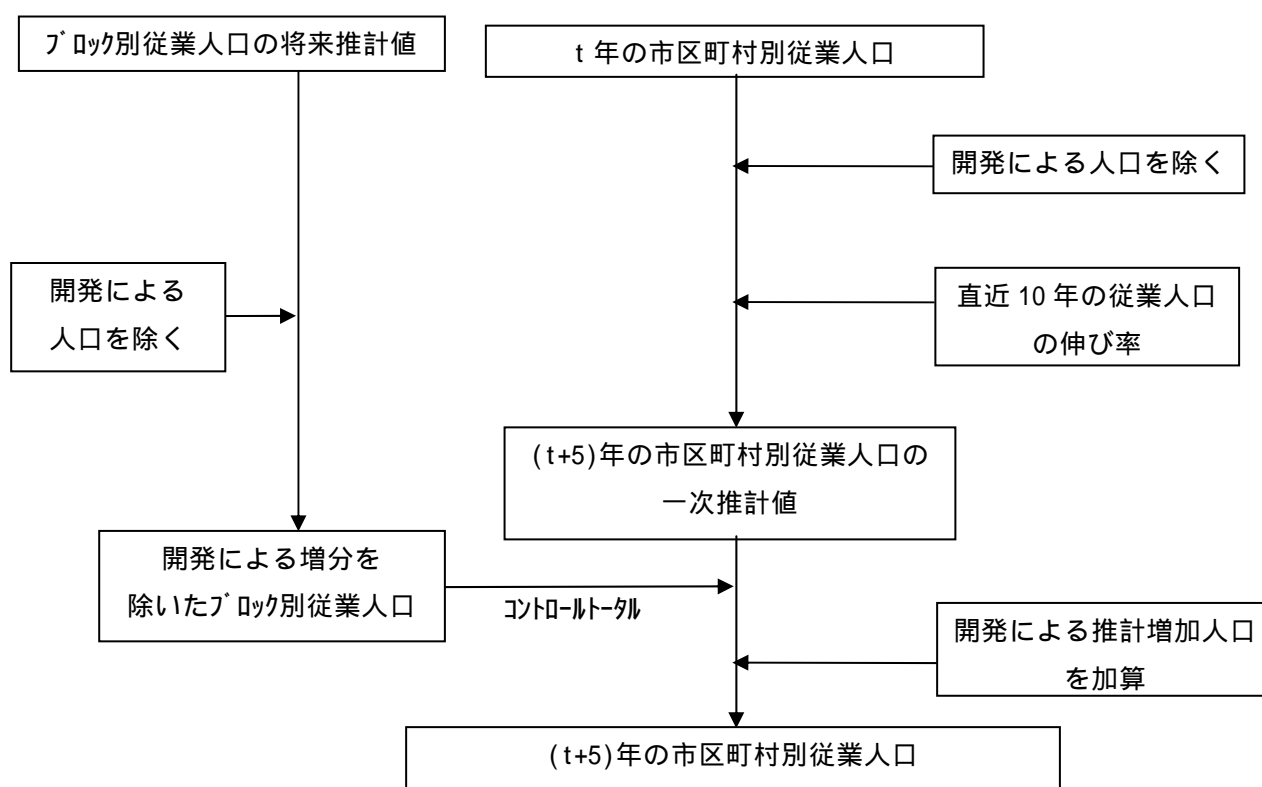 ﾌﾞﾛｯｸ別従業人口の将来推計値
t 年の市区町村別従業人口
開発による人口を除く
開発による
人口を除く
直近 10 年の従業人口
の伸び率
(t+5)年の市区町村別従業人口の
一次推計値
開発による増分を
除いたﾌﾞﾛｯｸ別従業人口
ｺﾝﾄﾛｰﾙﾄｰﾀﾙ
開発による推計増加人口
を加算
(t+5)年の市区町村別従業人口